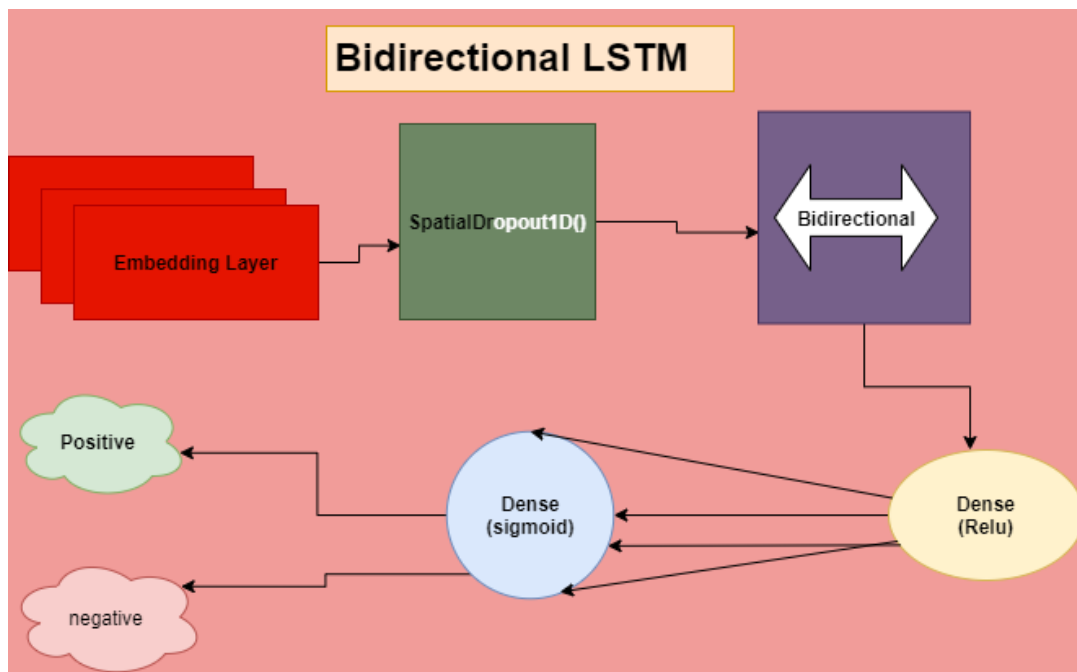 Bidirectional LSTM
Embedding Layer
SpatialDropout1D()
Bidirectional
Positive
Dense
(sigmoid)
Dense
(Relu)
negative